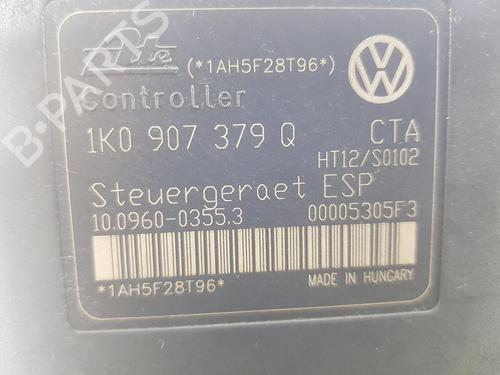 (*1AH5F28T96*)
Controller
1K0 907 379 Q CTA
HT12/S0102
Steuergeraet ESP
10.0960-0355.3 00005305F3
*1AH5F28T96*
MADE IN HUNGARY
B-PARTS